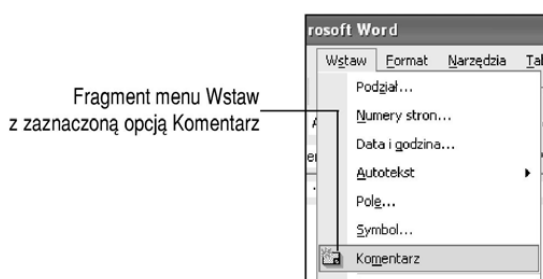 rosoft Word
Wstaw Format Narzędzia Tal
Podział...
Fragment menu Wstaw
z zaznaczoną opcją Komentarz
Numery stron...
Data i godzina...
Autotekst
Pole...
Symbol...
Komentarz